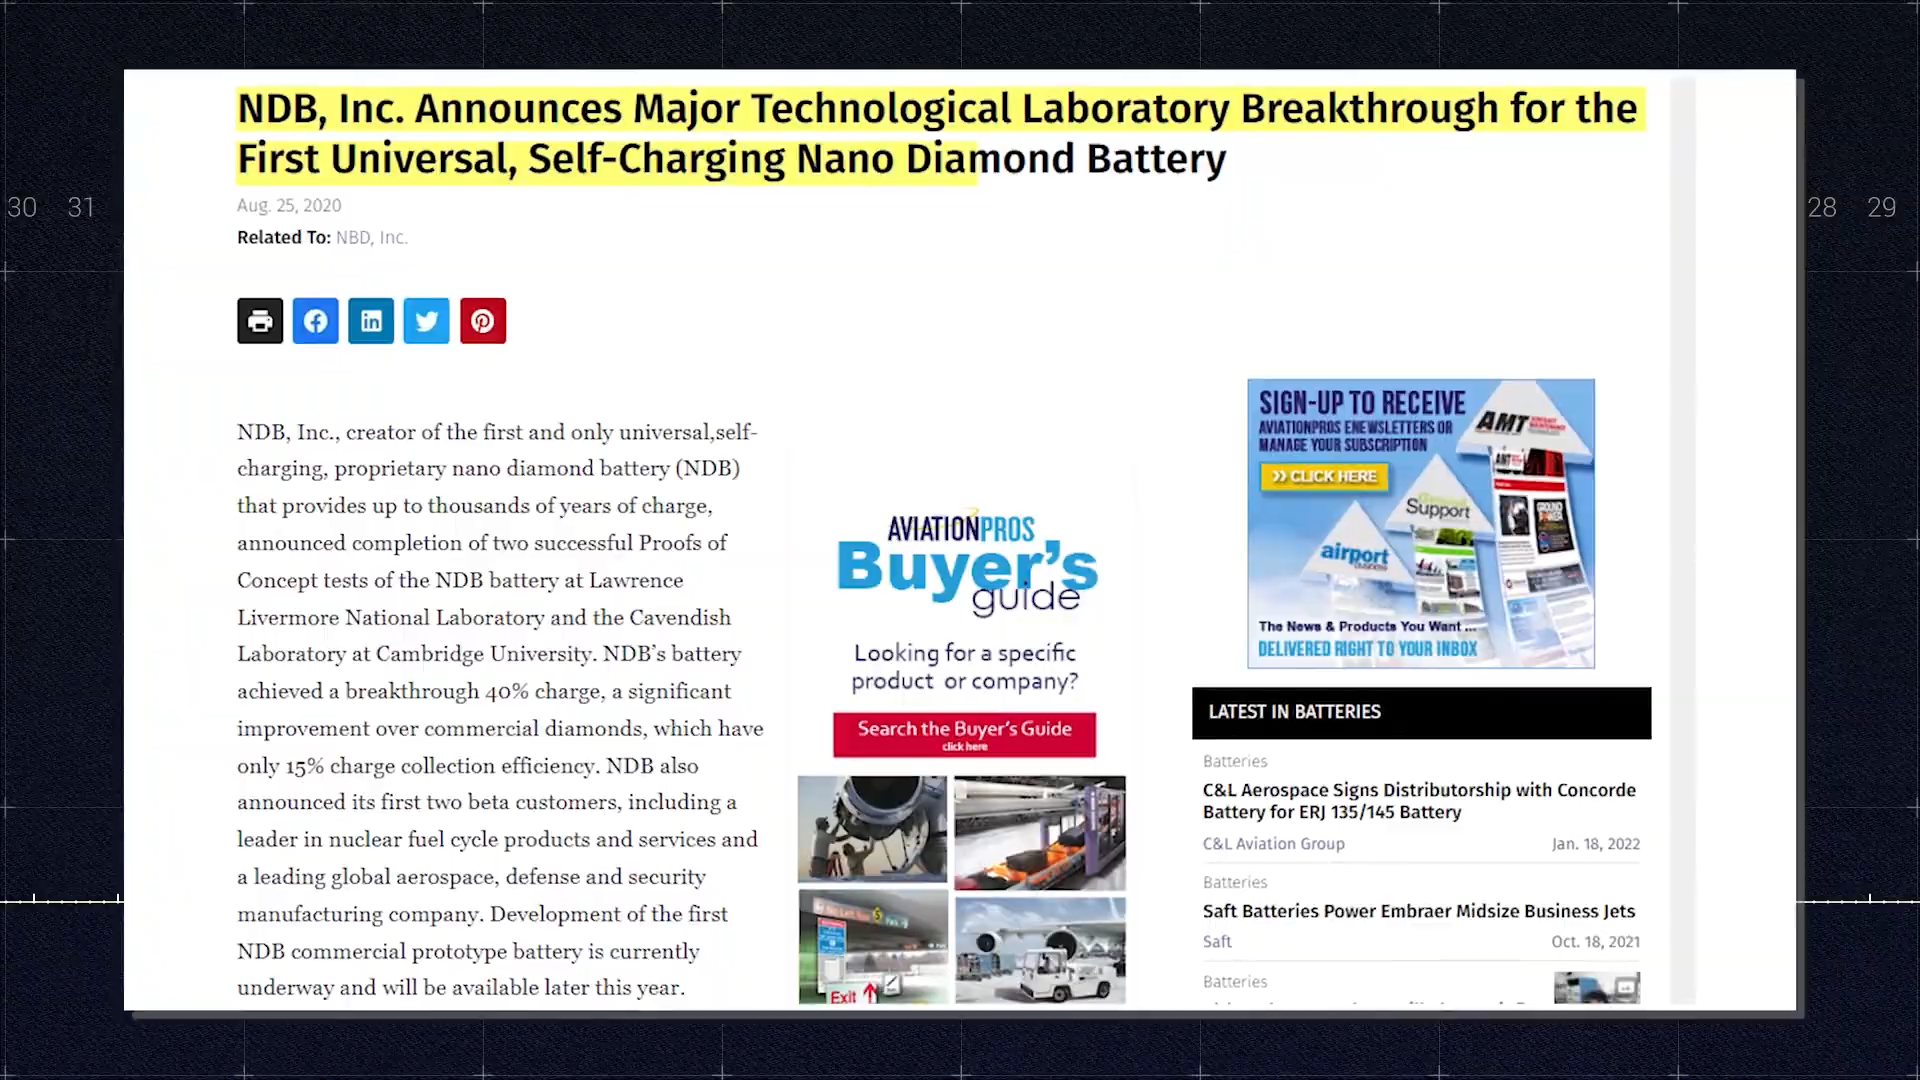 NDB, Inc. Announces Major Technological Laboratory Breakthrough for the
First Universal, Self-Charging Nano Diamond Battery
Aug. 25, 2020
Related To: NBD, Inc.
30 31
28 29
NDB, Inc., creator of the first and only universal,self-
charging, proprietary nano diamond battery (NDB)
that provides up to thousands of years of charge,
announced completion of two successful Proofs of
Concept tests of the NDB battery at Lawrence
Livermore National Laboratory and the Cavendish
Laboratory at Cambridge University. NDB's battery
achieved a breakthrough 40% charge, a significant
improvement over commercial diamonds, which have
only 15% charge collection efficiency. NDB also
announced its first two beta customers, including a
leader in nuclear fuel cycle products and services and
a leading global aerospace, defense and security
manufacturing company. Development of the first
NDB commercial prototype battery is currently
underway and will be available later this year.
AVIATIONPROS
Buyer's
guide
Looking for a specific
product or company?
Search the Buyer's Guide
click here
Exit
SIGN-UP TO RECEIVE
AVIATIONPROS ENEWSLETTERS OR
MANAGE YOUR SUBSCRIPTION
>> CLICK HERE
AMT
Ground
Support
airport
business
The News & Products You Want ...
DELIVERED RIGHT TO YOUR INBOX
LATEST IN BATTERIES
Batteries
C&L Aerospace Signs Distributorship with Concorde
Battery for ERJ 135/145 Battery
C&L Aviation Group Jan. 18, 2022
Batteries
Saft Batteries Power Embraer Midsize Business Jets
Saft Oct. 18, 2021
Batteries